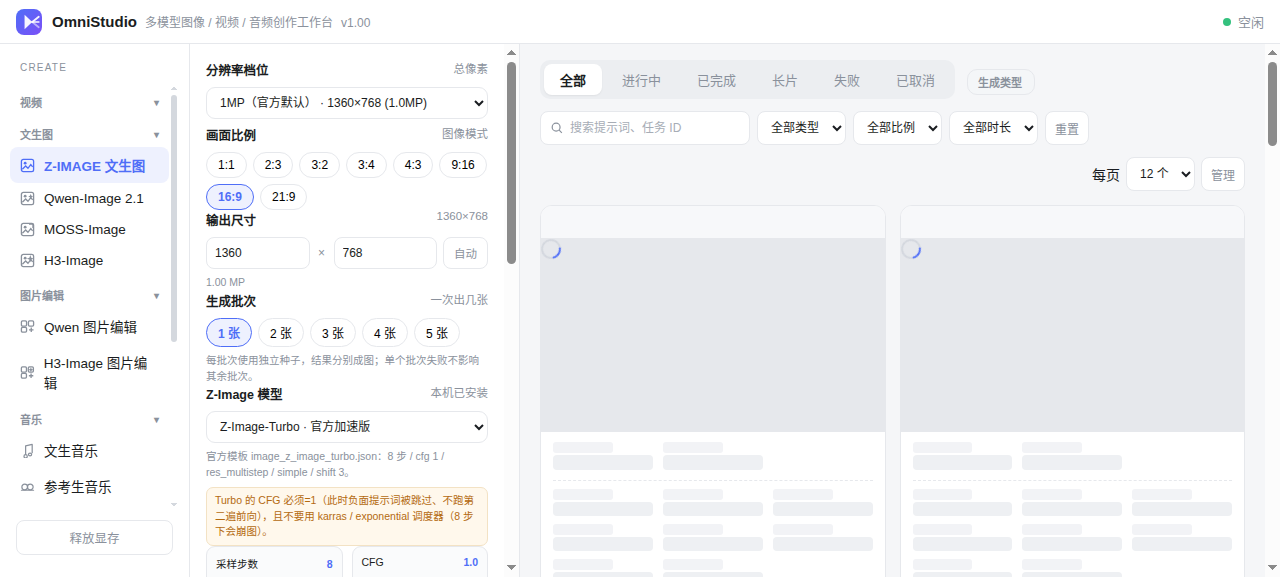 OmniStudio 多模型图像 / 视频 / 音频创作工作台 v1.00
空闲
CREATE
视频
文生图
Z-IMAGE 文生图
Qwen-Image 2.1
MOSS-Image
H3-Image
图片编辑
Qwen 图片编辑
H3-Image 图片编
辑
音乐
文生音乐
参考生音乐
释放显存
分辨率档位 总像素
1MP（官方默认） · 1360×768 (1.0MP)
画面比例 图像模式
1:1 2:3 3:2 3:4 4:3 9:16
16:9 21:9
输出尺寸 1360×768
1360 × 768 自动
1.00 MP
生成批次 一次出几张
1 张 2 张 3 张 4 张 5 张
每批次使用独立种子，结果分别成图；单个批次失败不影响
其余批次。
Z-Image 模型 本机已安装
Z-Image-Turbo · 官方加速版
官方模板 image_z_image_turbo.json：8 步 / cfg 1 /
res_multistep / simple / shift 3。
Turbo 的 CFG 必须=1（此时负面提示词被跳过、不跑第
二遍前向），且不要用 karras / exponential 调度器（8 步
下会崩图）。
采样步数 8 CFG 1.0
全部 进行中 已完成 长片 失败 已取消 生成类型
搜索提示词、任务 ID 全部类型 全部比例 全部时长 重置
每页 12 个 管理